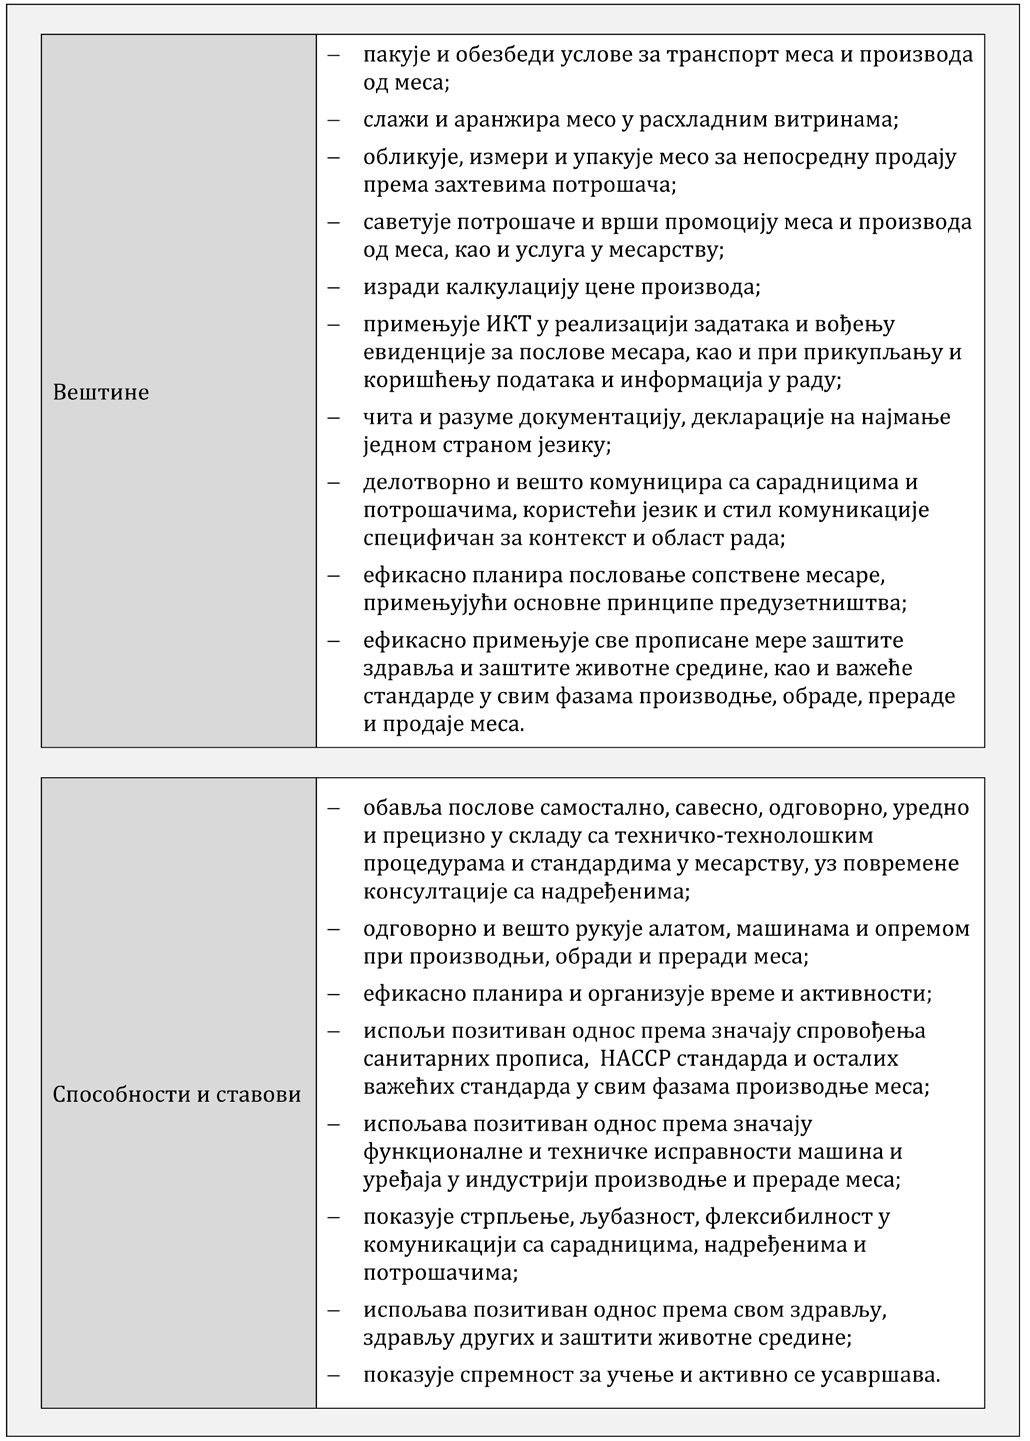 Вештине
– пакује и обезбеди услове за транспорт меса и производа
од меса;
– слажи и аранжира месо у расхладним витринама;
– обликује, измери и упакује месо за непосредну продају
према захтевима потрошача;
– саветује потрошаче и врши промоцију меса и производа
од меса, као и услуга у месарству;
– изради калкулацију цене производа;
– примењује ИКТ у реализацији задатака и вођењу
евиденције за послове месара, као и при прикупљању и
коришћењу података и информација у раду;
– чита и разуме документацију, декларације на најмање
једном страном језику;
– делотворно и вешто комуницира са сарадницима и
потрошачима, користећи језик и стил комуникације
специфичан за контекст и област рада;
– ефикасно планира пословање сопствене месаре,
примењујући основне принципе предузетништва;
– ефикасно примењује све прописане мере заштите
здравља и заштите животне средине, као и важеће
стандарде у свим фазама производње, обраде, прераде
и продаје меса.
Способности и ставови
– обавља послове самостално, савесно, одговорно, уредно
и прецизно у складу са техничко-технолошким
процедурама и стандардима у месарству, уз повремене
консултације са надређенима;
– одговорно и вешто рукује алатом, машинама и опремом
при производњи, обради и преради меса;
– ефикасно планира и организује време и активности;
– испољи позитиван однос према значају спровођења
санитарних прописа,  НАССР стандарда и осталих
важећих стандарда у свим фазама производње меса;
– испољава позитиван однос према значају
функционалне и техничке исправности машина и
уређаја у индустрији производње и прераде меса;
– показује стрпљење, љубазност, флексибилност у
комуникацији са сарадницима, надређенима и
потрошачима;
– испољава позитиван однос према свом здрављу,
здрављу других и заштити животне средине;
– показује спремност за учење и активно се усавршава.